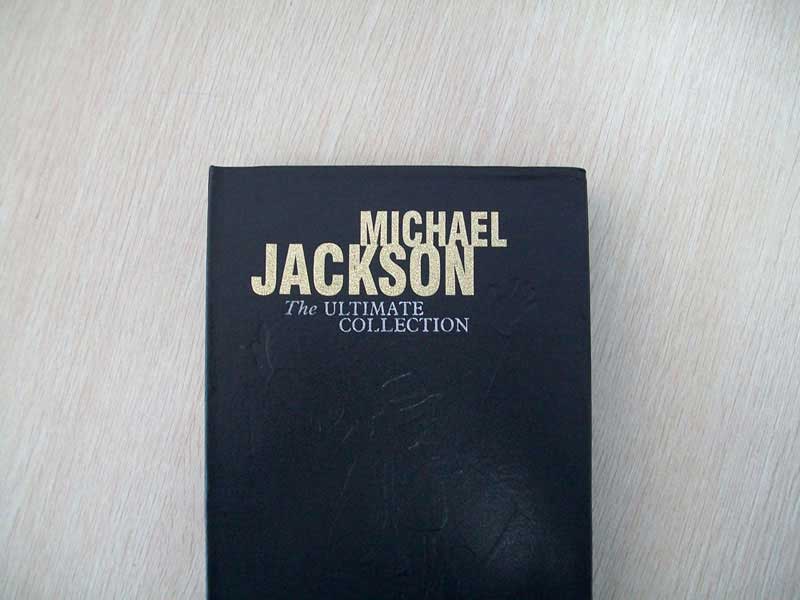 MICHAEL
JACKSON
The ULTIMATE
COLLECTION